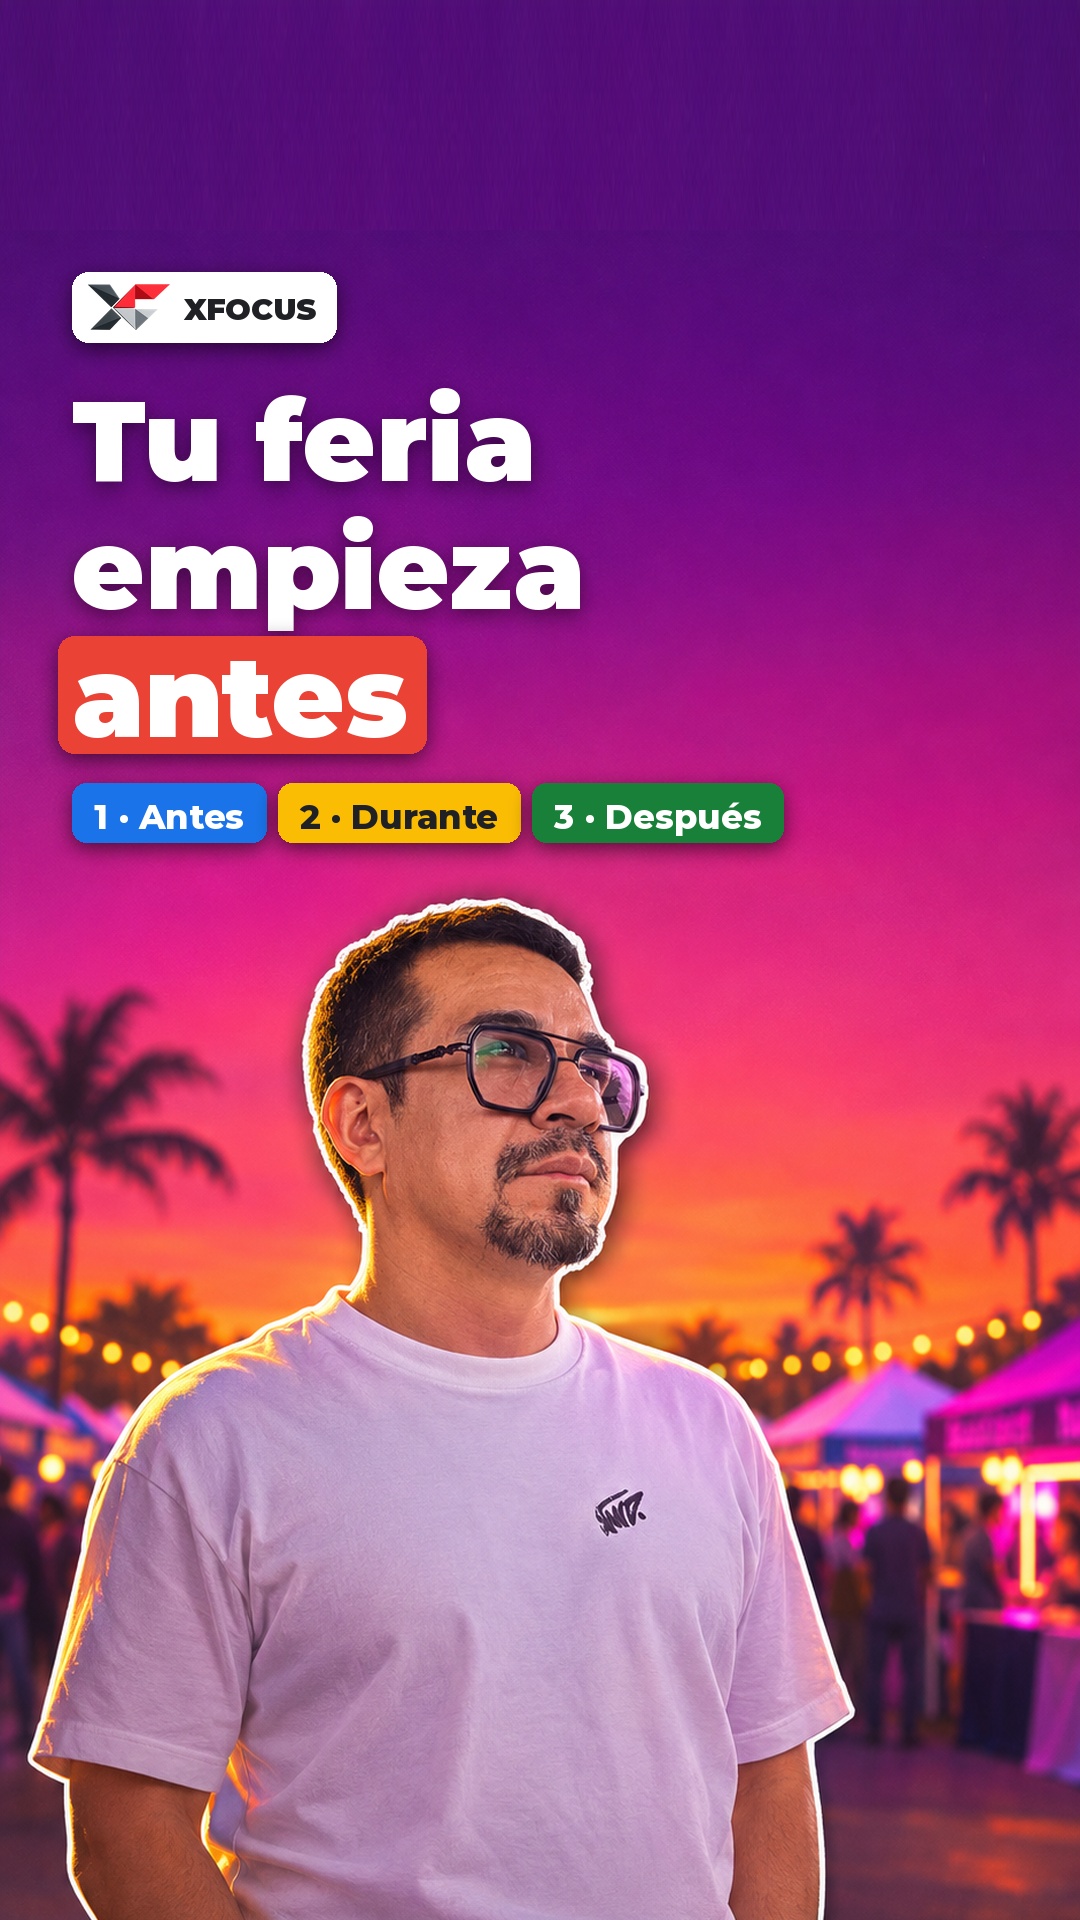 XFOCUS
Tu feria
empieza
antes
1 · Antes
2 · Durante
3 · Después